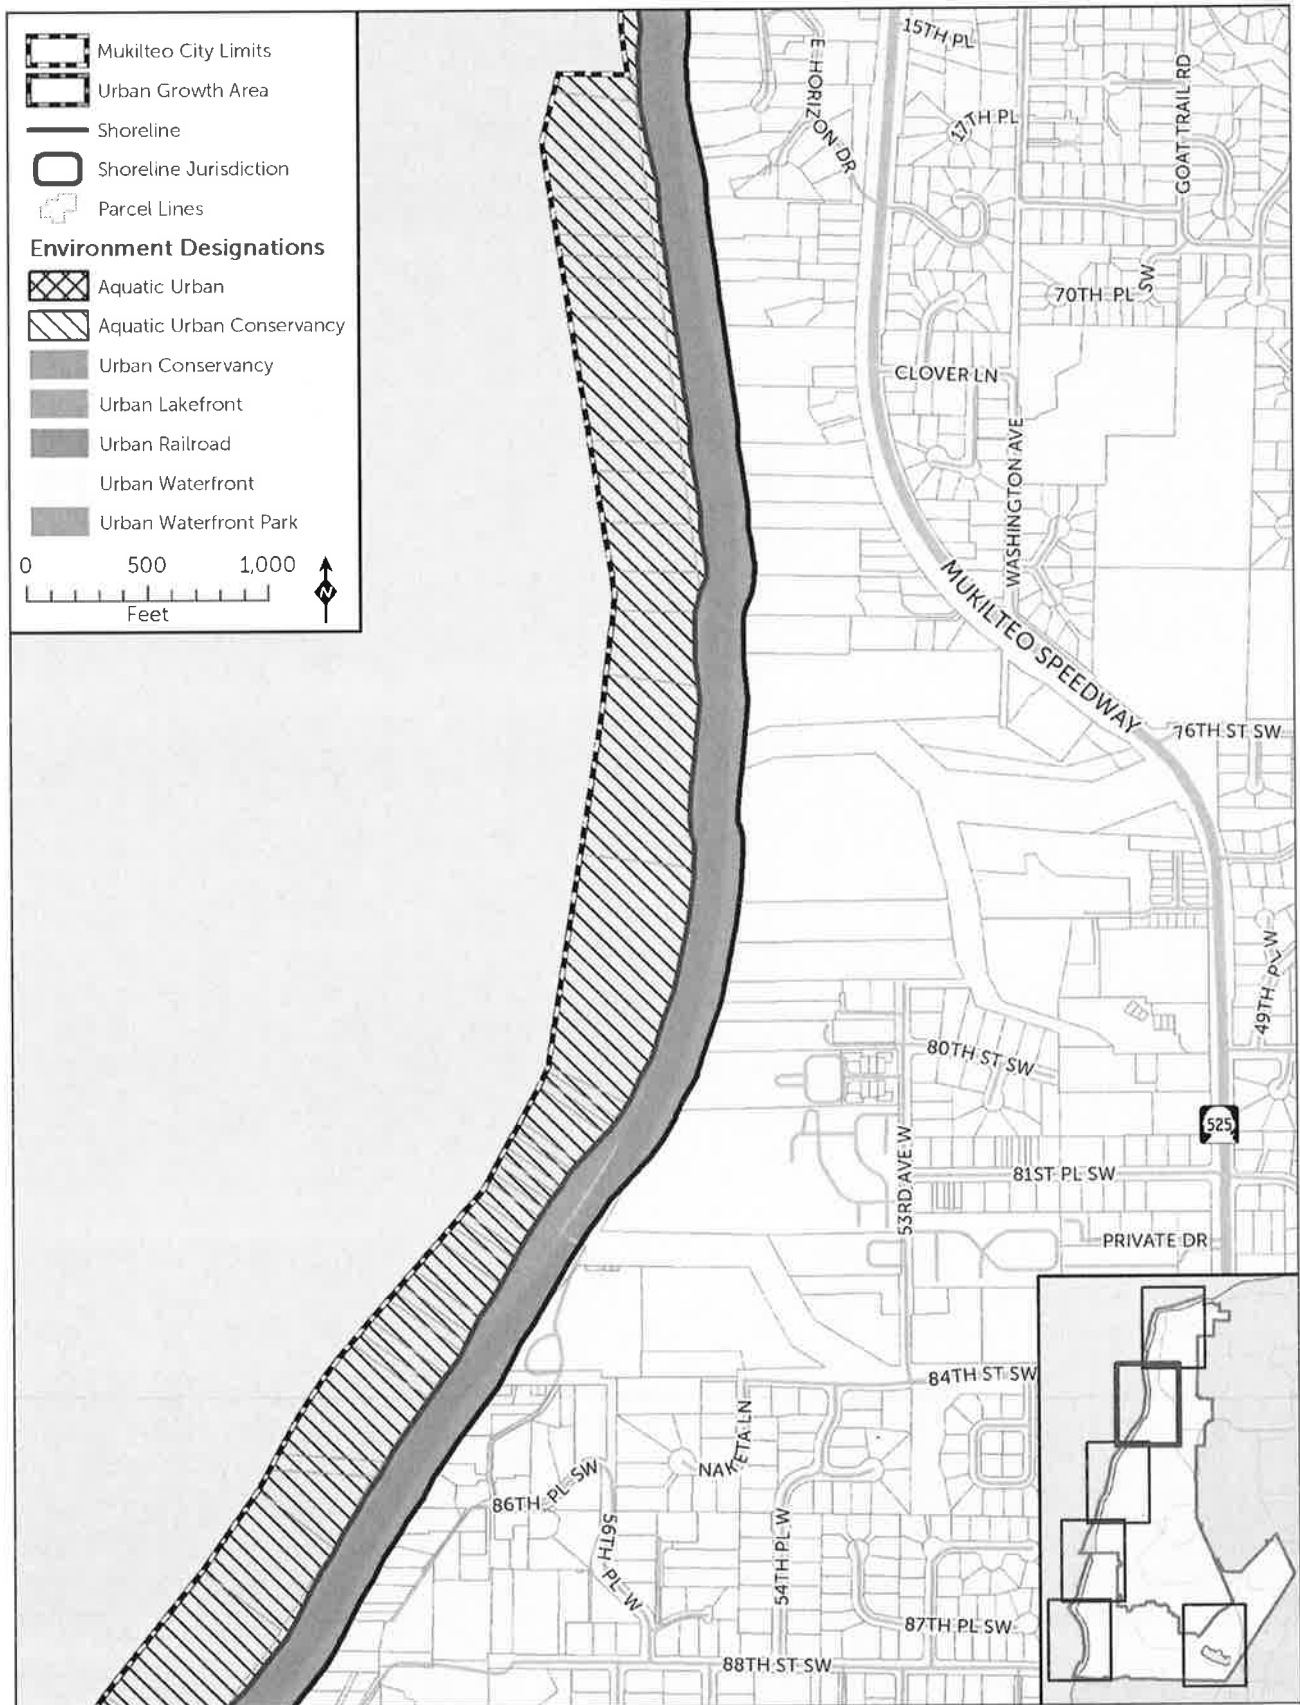 Mukilteo City Limits
Urban Growth Area
Shoreline
Shoreline Jurisdiction
Parcel Lines
Environment Designations
Aquatic Urban
Aquatic Urban Conservancy
Urban Conservancy
Urban Lakefront
Urban Railroad
Urban Waterfront
Urban Waterfront Park
0 500 1,000
Feet
N
15TH PL
E HORIZON DR
17TH PL
GOAT TRAIL RD
70TH PL SW
CLOVER LN
WASHINGTON AVE
MUKILTEO SPEEDWAY
76TH ST SW
49TH PL W
80TH ST SW
525
53RD AVE W
81ST PL SW
PRIVATE DR
84TH ST SW
NAKETA LN
86TH PL SW
56TH PL W
54TH PL W
87TH PL SW
88TH ST SW